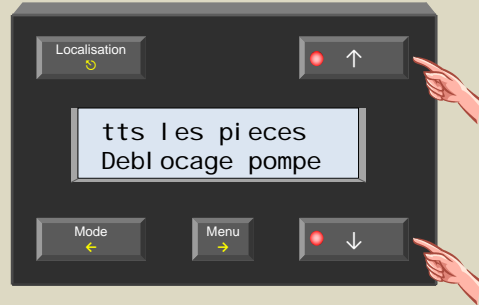 Localisation
tts les pieces
Deblocage pompe
Mode
Menu